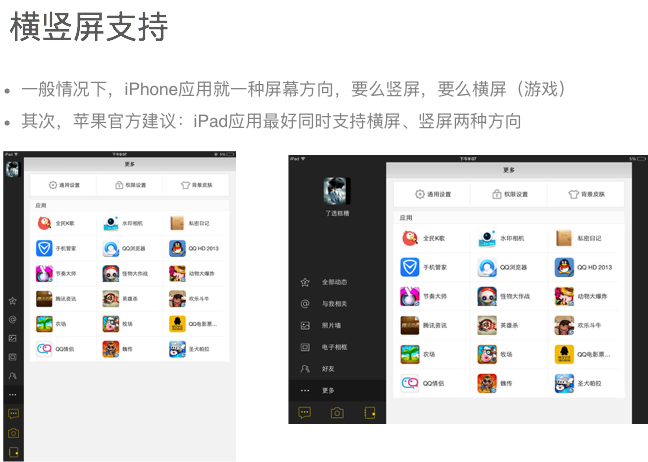 横竖屏支持
一般情况下，iPhone应用就一种屏幕方向，要么竖屏，要么横屏（游戏）
其次，苹果官方建议：iPad应用最好同时支持横屏、竖屏两种方向
iPad 下午6:07
更多
通用设置 权限设置 背景皮肤
应用
全民K歌 水印相机 私密日记
手机管家 QQ浏览器 QQ HD 2013
节奏大师 怪物大作战 动物大爆炸
腾讯资讯 英雄杀 欢乐斗牛
农场 牧场 QQ电影票...
QQ情侣 魏传 圣犬帕拉
iPad 下午6:07 5%
更多
丁透糕糟
通用设置 权限设置 背景皮肤
应用
全民K歌 水印相机 私密日记
手机管家 QQ浏览器 QQ HD 2013
节奏大师 怪物大作战 动物大爆炸
腾讯资讯 英雄杀 欢乐斗牛
农场 牧场 QQ电影票...
QQ情侣 魏传 圣犬帕拉
全部动态
与我相关
照片墙
电子相框
好友
更多